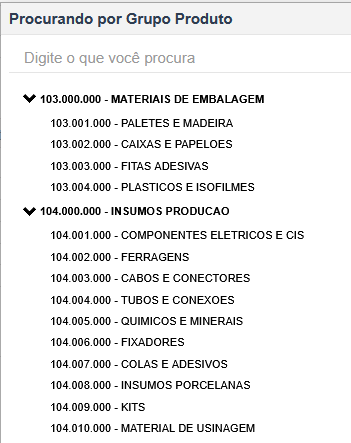 Procurando por Grupo Produto
Digite o que você procura
103.000.000 - MATERIAIS DE EMBALAGEM
103.001.000 - PALETES E MADEIRA
103.002.000 - CAIXAS E PAPELOES
103.003.000 - FITAS ADESIVAS
103.004.000 - PLASTICOS E ISOFILMES
104.000.000 - INSUMOS PRODUCAO
104.001.000 - COMPONENTES ELETRICOS E CIS
104.002.000 - FERRAGENS
104.003.000 - CABOS E CONECTORES
104.004.000 - TUBOS E CONEXOES
104.005.000 - QUIMICOS E MINERAIS
104.006.000 - FIXADORES
104.007.000 - COLAS E ADESIVOS
104.008.000 - INSUMOS PORCELANAS
104.009.000 - KITS
104.010.000 - MATERIAL DE USINAGEM